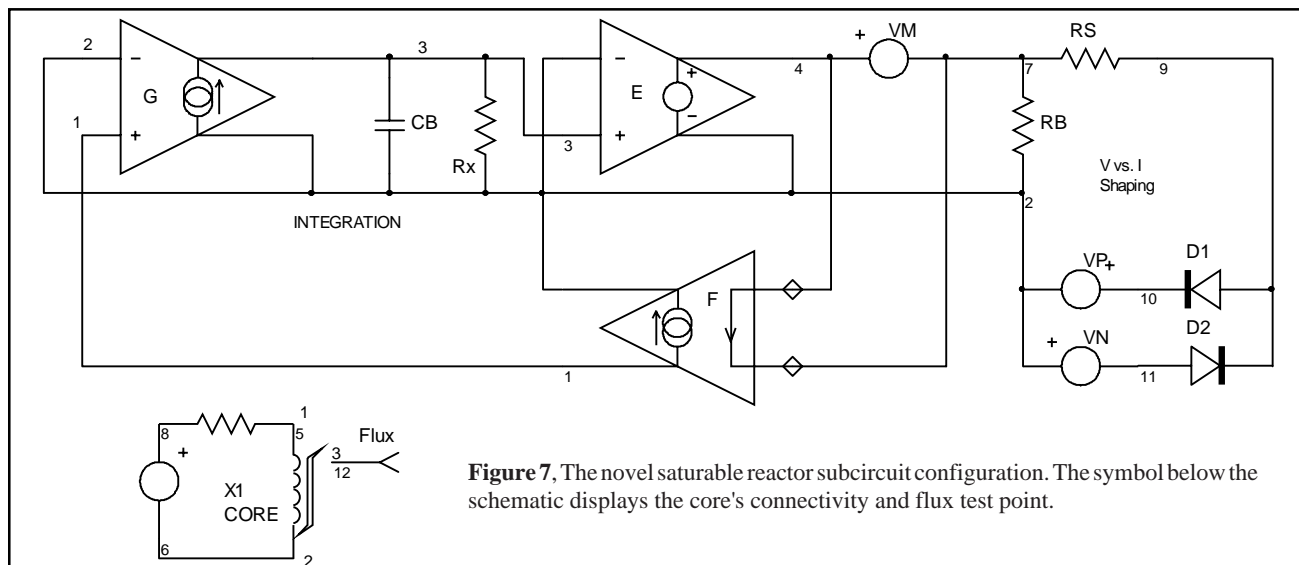 + VM RS
2 3 4 7 9
− − +
G E
CB RB
1 + Rx 3 + −
V vs. I
Shaping
INTEGRATION 2
VP + D1
F 10
+ VN D2
1 11
1
8 + 5 3 Flux
12
X1
CORE
6 2
Figure 7, The novel saturable reactor subcircuit configuration. The symbol below the
schematic displays the core's connectivity and flux test point.